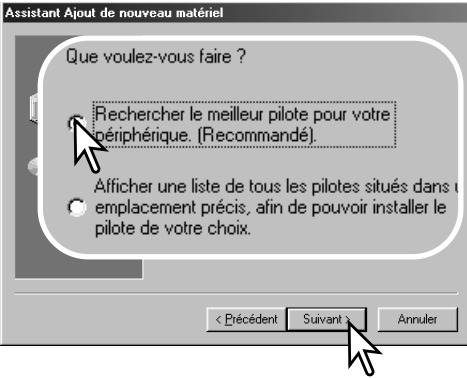 Assistant Ajout de nouveau matériel
Que voulez-vous faire ?
Rechercher le meilleur pilote pour votre
périphérique. (Recommandé).
Afficher une liste de tous les pilotes situés dans
emplacement précis, afin de pouvoir installer le
pilote de votre choix.
< Précédent Suivant > Annuler